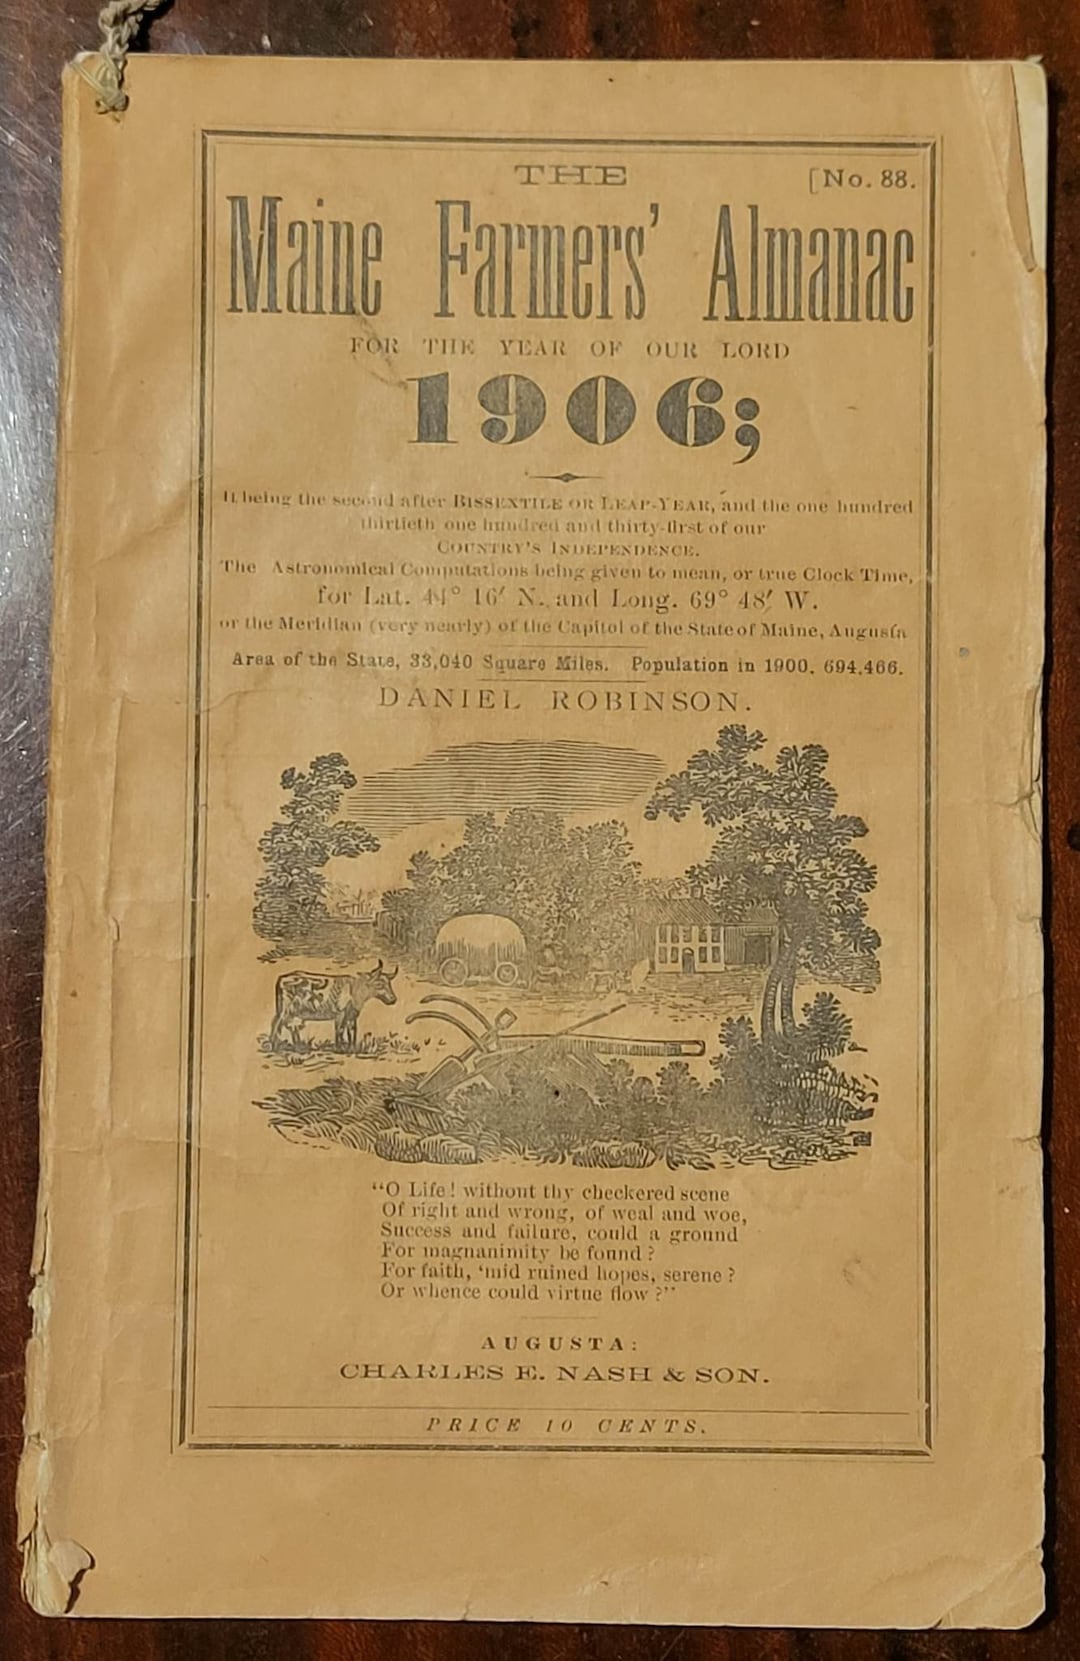 THE
[No. 88.
Maine Farmers' Almanac
FOR THE YEAR OF OUR LORD
1906;
It being the second after BISSEXTILE OR LEAP-YEAR, and the one hundred
thirtieth one hundred and thirty-first of our
COUNTRY'S INDEPENDENCE.
The Astronomical Computations being given to mean, or true Clock Time,
for Lat. 44° 16′ N. and Long. 69° 48′ W.
or the Meridian (very nearly) of the Capitol of the State of Maine, Augusta
Area of the State, 33,040 Square Miles. Population in 1900, 694,466.
DANIEL ROBINSON.
"O Life! without thy checkered scene
Of right and wrong, of weal and woe,
Success and failure, could a ground
For magnanimity be found?
For faith, 'mid ruined hopes, serene?
Or whence could virtue flow?"
AUGUSTA:
CHARLES E. NASH & SON.
PRICE 10 CENTS.